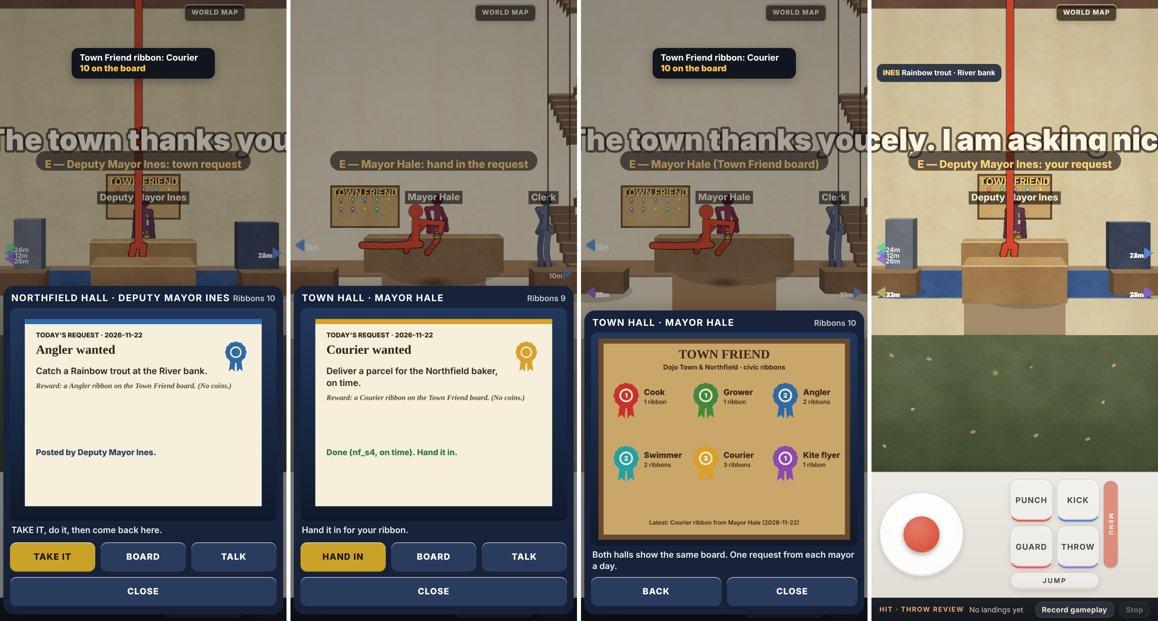 WORLD MAP
Town Friend ribbon: Courier
10 on the board
The town thanks you
E — Deputy Mayor Ines: town request
TOWN FRIEND
Deputy Mayor Ines
24m
12m
26m
NORTHFIELD HALL · DEPUTY MAYOR INES Ribbons 10
TODAY'S REQUEST · 2026-11-22
Angler wanted
Catch a Rainbow trout at the River bank.
Reward: a Angler ribbon on the Town Friend board. (No coins.)
Posted by Deputy Mayor Ines.
TAKE IT, do it, then come back here.
TAKE IT BOARD TALK
CLOSE
WORLD MAP
E — Mayor Hale: hand in the request
TOWN FRIEND
Mayor Hale
Clerk
10m
TOWN HALL · MAYOR HALE Ribbons 9
TODAY'S REQUEST · 2026-11-22
Courier wanted
Deliver a parcel for the Northfield baker,
on time.
Reward: a Courier ribbon on the Town Friend board. (No coins.)
Done (nf_s4, on time). Hand it in.
Hand it in for your ribbon.
HAND IN BOARD TALK
CLOSE
WORLD MAP
Town Friend ribbon: Courier
10 on the board
The town thanks you
E — Mayor Hale (Town Friend board)
TOWN FRIEND
Mayor Hale
Clerk
TOWN HALL · MAYOR HALE Ribbons 10
TOWN FRIEND
Dojo Town & Northfield · civic ribbons
1 Cook
1 ribbon
1 Grower
1 ribbon
2 Angler
2 ribbons
2 Swimmer
2 ribbons
3 Courier
3 ribbons
1 Kite flyer
1 ribbon
Latest: Courier ribbon from Mayor Hale (2026-11-22)
Both halls show the same board. One request from each mayor
a day.
BACK CLOSE
WORLD MAP
INES Rainbow trout · River bank
cely. I am asking nic
E — Deputy Mayor Ines: your request
TOWN FRIEND
Deputy Mayor Ines
24m
12m
26m
PUNCH KICK
GUARD THROW
MENU
JUMP
HIT · THROW REVIEW No landings yet Record gameplay Stop